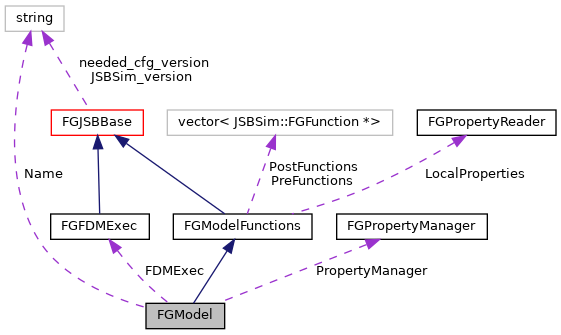 string
needed_cfg_version
JSBSim_version
FGJSBBase
vector< JSBSim::FGFunction *>
FGPropertyReader
Name
PostFunctions
PreFunctions
LocalProperties
FGFDMExec
FGModelFunctions
FGPropertyManager
FDMExec
PropertyManager
FGModel